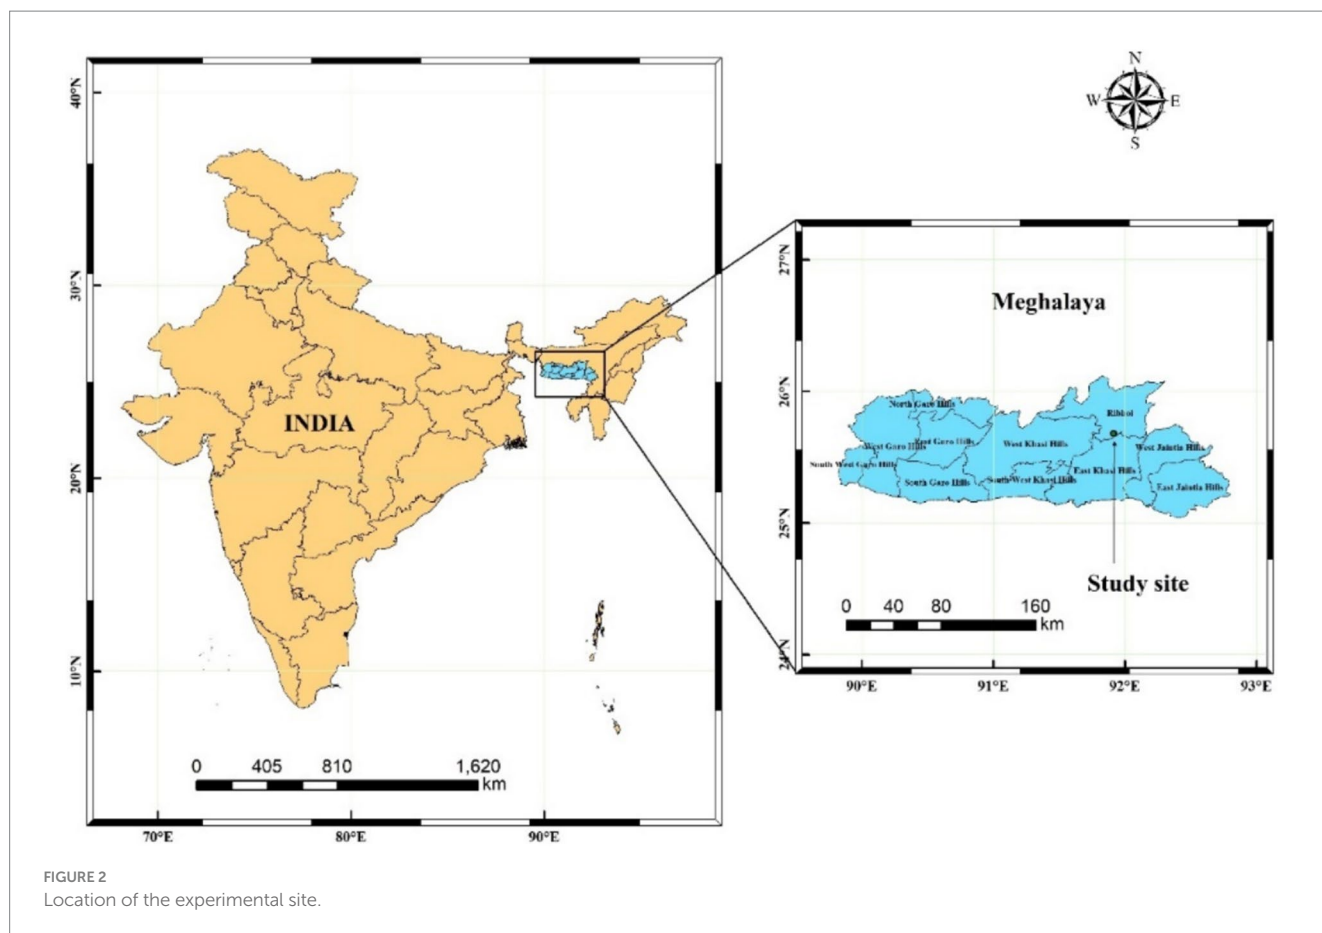 N
W E
S
40°N
30°N
20°N
10°N
INDIA
0 405 810 1,620
km
70°E 80°E 90°E
27°N
26°N
25°N
24°N
Meghalaya
North Garo Hills
Ribhoi
West Garo Hills
East Garo Hills
West Khasi Hills
West Jaintia Hills
South West Garo Hills
East Khasi Hills
South Garo Hills
South West Khasi Hills
East Jaintia Hills
Study site
0 40 80 160
km
90°E 91°E 92°E 93°E
FIGURE 2
Location of the experimental site.